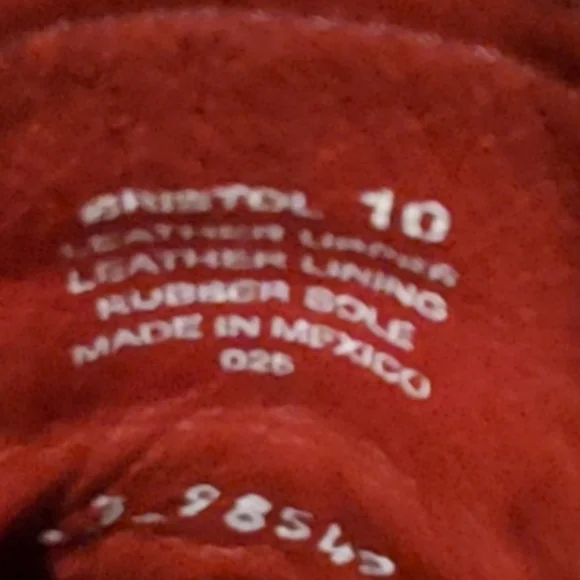 BRISTOL 10
LEATHER UPPER
LEATHER LINING
RUBBER SOLE
MADE IN MEXICO
025